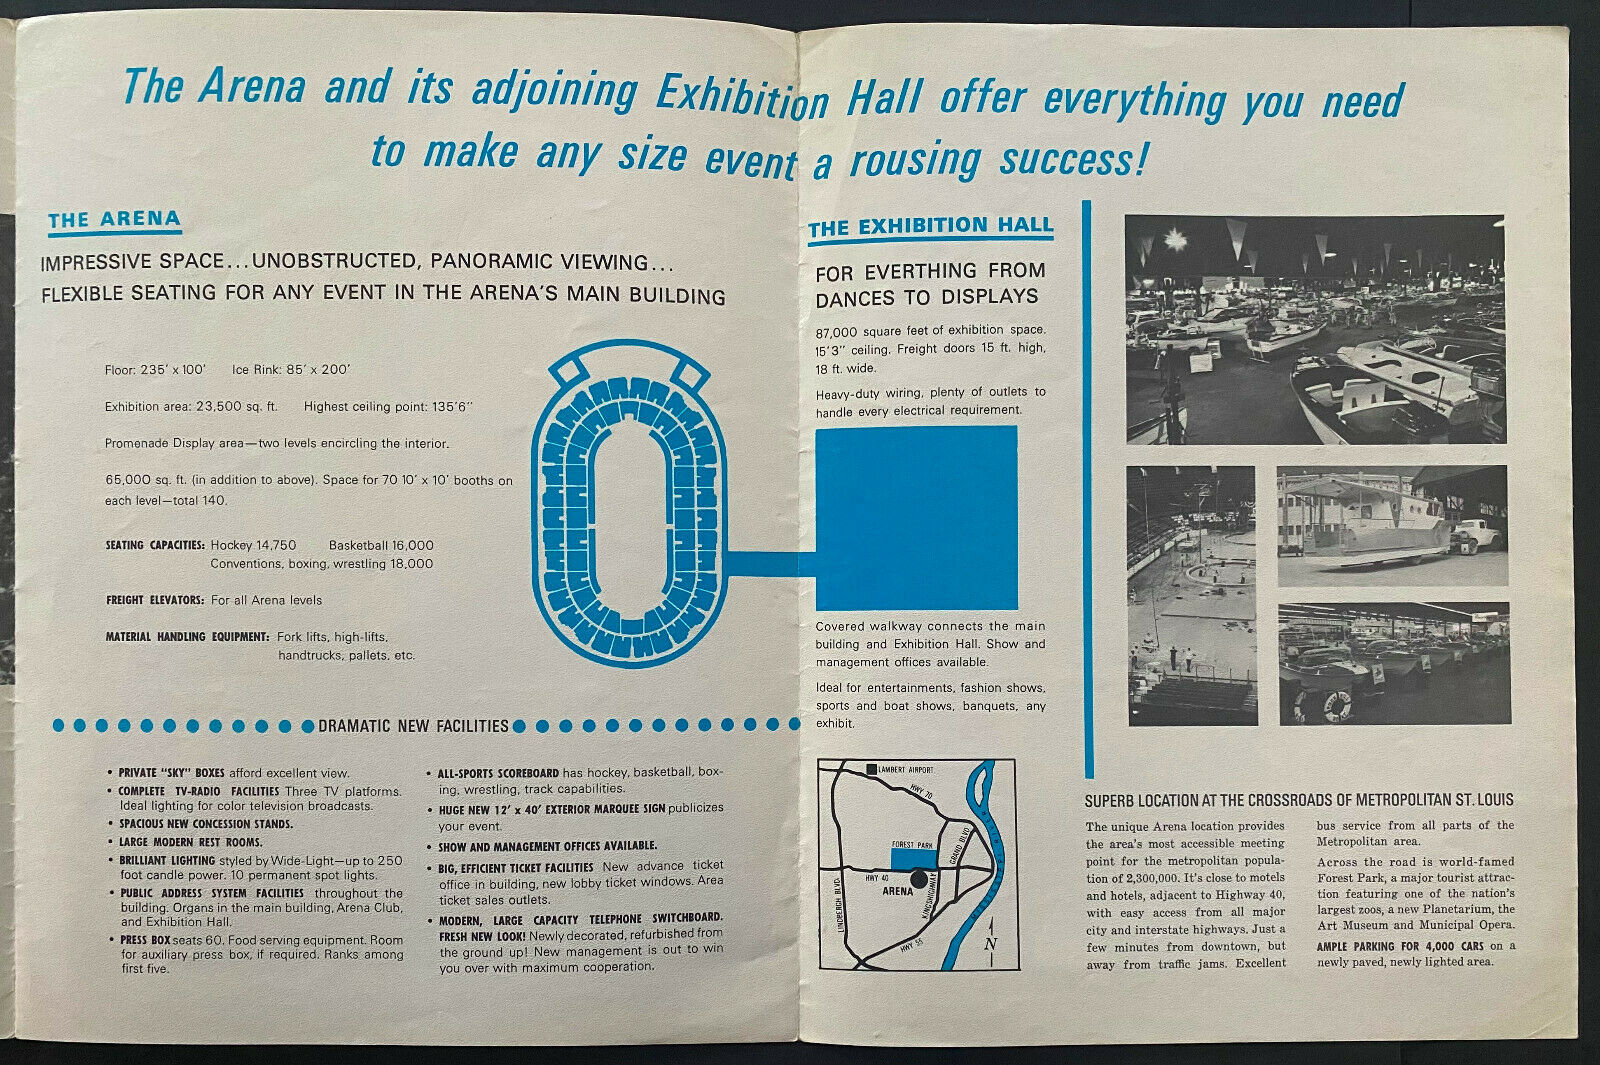 The Arena and its adjoining Exhibition Hall offer everything you need
to make any size event a rousing success!
THE ARENA
IMPRESSIVE SPACE...UNOBSTRUCTED, PANORAMIC VIEWING...
FLEXIBLE SEATING FOR ANY EVENT IN THE ARENA'S MAIN BUILDING
Floor: 235' x 100' Ice Rink: 85' x 200'
Exhibition area: 23,500 sq. ft. Highest ceiling point: 135'6"
Promenade Display area—two levels encircling the interior.
65,000 sq. ft. (in addition to above). Space for 70 10' x 10' booths on
each level—total 140.
SEATING CAPACITIES: Hockey 14,750 Basketball 16,000
Conventions, boxing, wrestling 18,000
FREIGHT ELEVATORS: For all Arena levels
MATERIAL HANDLING EQUIPMENT: Fork lifts, high-lifts,
handtrucks, pallets, etc.
DRAMATIC NEW FACILITIES
• PRIVATE "SKY" BOXES afford excellent view.
• COMPLETE TV-RADIO FACILITIES Three TV platforms.
Ideal lighting for color television broadcasts.
• SPACIOUS NEW CONCESSION STANDS.
• LARGE MODERN REST ROOMS.
• BRILLIANT LIGHTING styled by Wide-Light—up to 250
foot candle power. 10 permanent spot lights.
• PUBLIC ADDRESS SYSTEM FACILITIES throughout the
building. Organs in the main building, Arena Club,
and Exhibition Hall.
• PRESS BOX seats 60. Food serving equipment. Room
for auxiliary press box, if required. Ranks among
first five.
• ALL-SPORTS SCOREBOARD has hockey, basketball, box-
ing, wrestling, track capabilities.
• HUGE NEW 12' x 40' EXTERIOR MARQUEE SIGN publicizes
your event.
• SHOW AND MANAGEMENT OFFICES AVAILABLE.
• BIG, EFFICIENT TICKET FACILITIES New advance ticket
office in building, new lobby ticket windows. Area
ticket sales outlets.
• MODERN, LARGE CAPACITY TELEPHONE SWITCHBOARD.
FRESH NEW LOOK! Newly decorated, refurbished from
the ground up! New management is out to win
you over with maximum cooperation.
THE EXHIBITION HALL
FOR EVERTHING FROM
DANCES TO DISPLAYS
87,000 square feet of exhibition space.
15'3" ceiling. Freight doors 15 ft. high,
18 ft. wide.
Heavy-duty wiring, plenty of outlets to
handle every electrical requirement.
Covered walkway connects the main
building and Exhibition Hall. Show and
management offices available.
Ideal for entertainments, fashion shows,
sports and boat shows, banquets, any
exhibit.
LAMBERT AIRPORT
HWY 70
FOREST PARK
GRAND BLVD.
HWY 40
ARENA
LINDBERGH BLVD.
KINGSHIGHWAY
HWY 55
N
SUPERB LOCATION AT THE CROSSROADS OF METROPOLITAN ST. LOUIS
The unique Arena location provides
the area's most accessible meeting
point for the metropolitan popula-
tion of 2,300,000. It's close to motels
and hotels, adjacent to Highway 40,
with easy access from all major
city and interstate highways. Just a
few minutes from downtown, but
away from traffic jams. Excellent
bus service from all parts of the
Metropolitan area.
Across the road is world-famed
Forest Park, a major tourist attrac-
tion featuring one of the nation's
largest zoos, a new Planetarium, the
Art Museum and Municipal Opera.
AMPLE PARKING FOR 4,000 CARS on a
newly paved, newly lighted area.